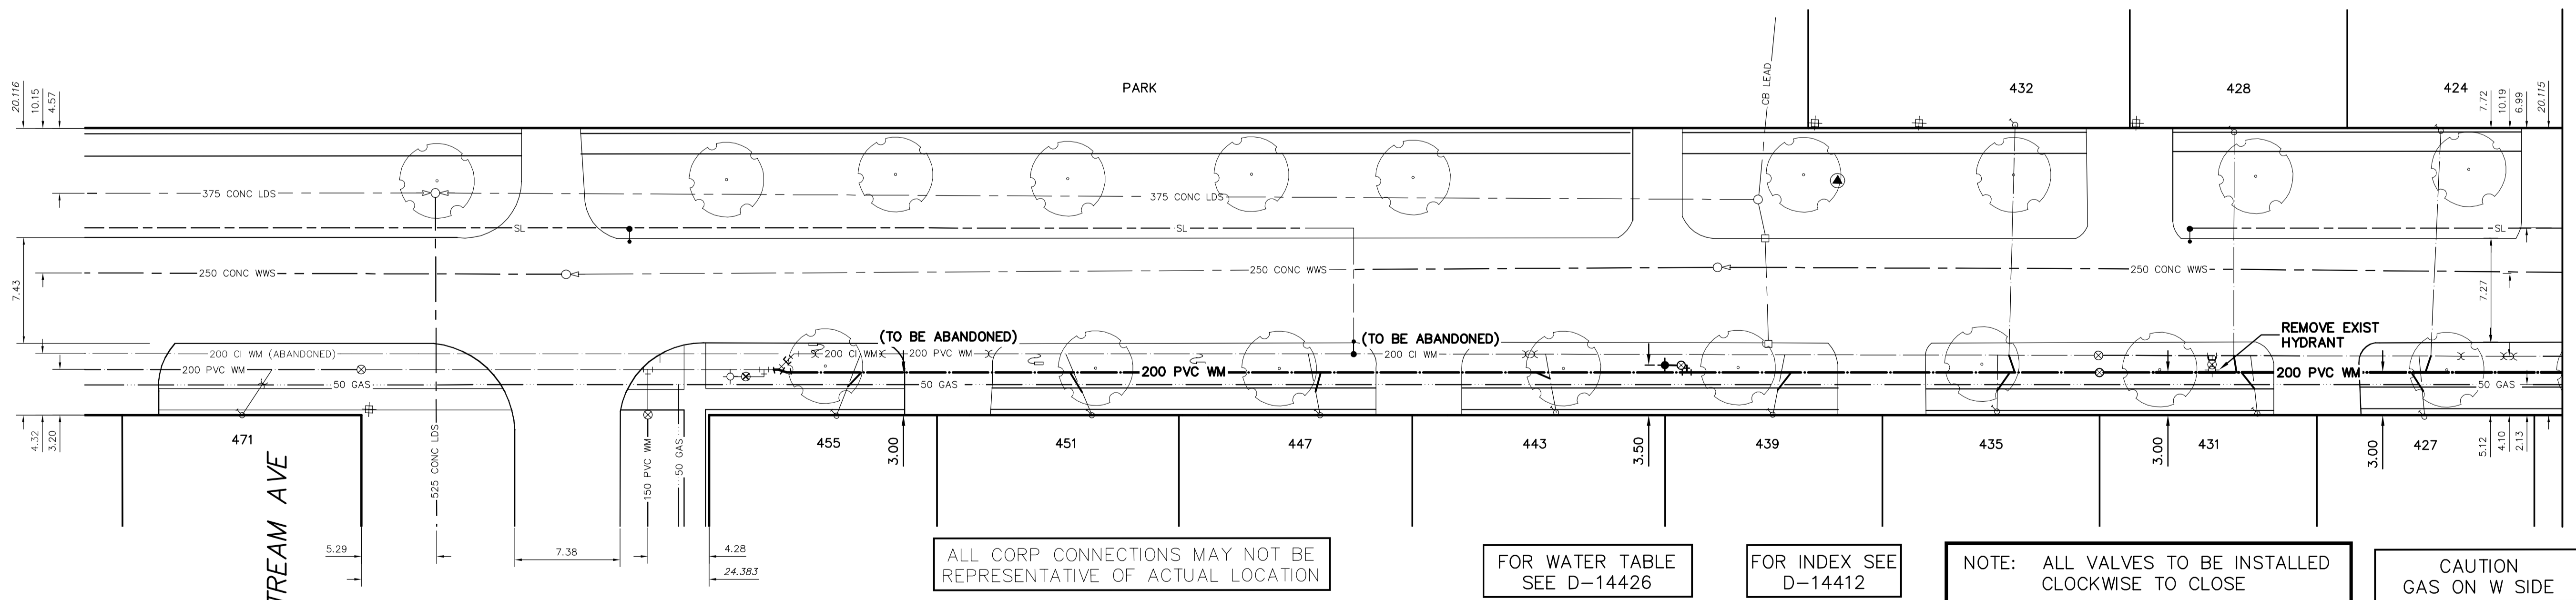 20.116
10.15
4.57
PARK
CB LEAD
432
428
424
7.72
10.19
6.99
20.115
375 CONC LDS
375 CONC LDS
SL
SL
SL
250 CONC WWS
250 CONC WWS
250 CONC WWS
7.43
7.27
(TO BE ABANDONED)
(TO BE ABANDONED)
REMOVE EXIST
HYDRANT
200 CI WM (ABANDONED)
200 CI WM
200 PVC WM
200 CI WM
200 PVC WM
200 PVC WM
200 PVC WM
50 GAS
50 GAS
50 GAS
4.32
3.20
471
525 CONC LDS
150 PVC WM
50 GAS
455
3.00
451
447
443
3.50
439
435
3.00
431
3.00
427
5.12
4.10
2.13
TREAM AVE
5.29
7.38
4.28
24.383
ALL CORP CONNECTIONS MAY NOT BE
REPRESENTATIVE OF ACTUAL LOCATION
FOR WATER TABLE
SEE D-14426
FOR INDEX SEE
D-14412
NOTE: ALL VALVES TO BE INSTALLED
CLOCKWISE TO CLOSE
CAUTION
GAS ON W SIDE